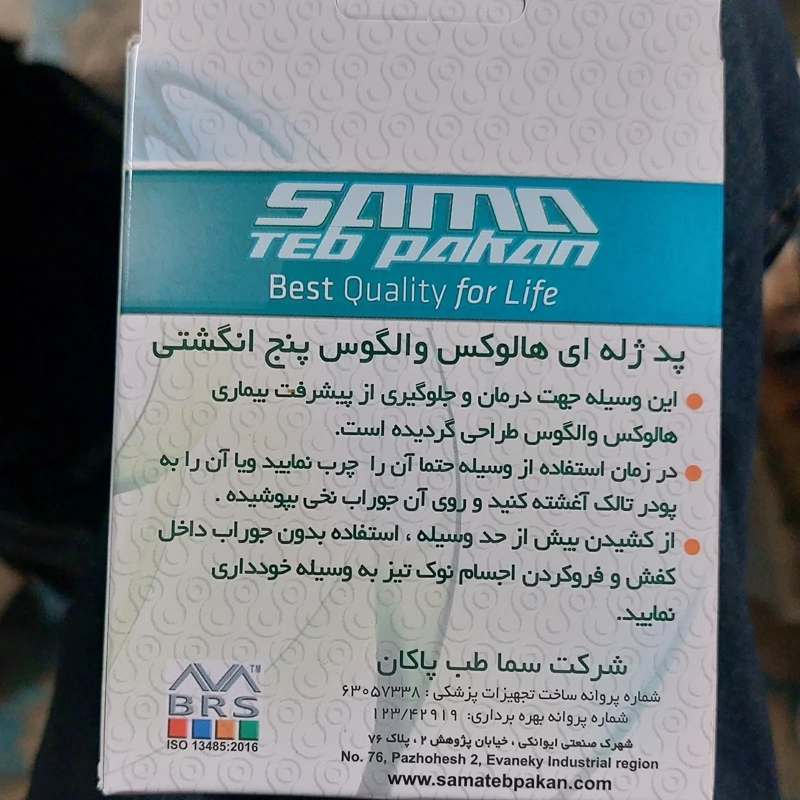 SAMA
TEB PAKAN
Best Quality for Life
پد ژله ای هالوکس والگوس پنج انگشتی
این وسیله جهت درمان و جلوگیری از پیشرفت بیماری
هالوکس والگوس طراحی گردیده است.
در زمان استفاده از وسیله حتما آن را چرب نمایید ویا آن را به
پودر تالک آغشته کنید و روی آن جوراب نخی بپوشیده .
از کشیدن بیش از حد وسیله ، استفاده بدون جوراب داخل
کفش و فروکردن اجسام نوک تیز به وسیله خودداری
نمایید.
شرکت سما طب پاکان
شماره پروانه ساخت تجهیزات پزشکی : ۶۳۰۵۷۳۳۸
شماره پروانه بهره برداری: ۱۲۳/۴۲۹۱۹
شهرک صنعتی ایوانکی ، خیابان پژوهش ۲ ، پلاک ۷۶
No. 76, Pazhohesh 2, Evaneky Industrial region
www.samatebpakan.com
TM
BRS
ISO 13485:2016